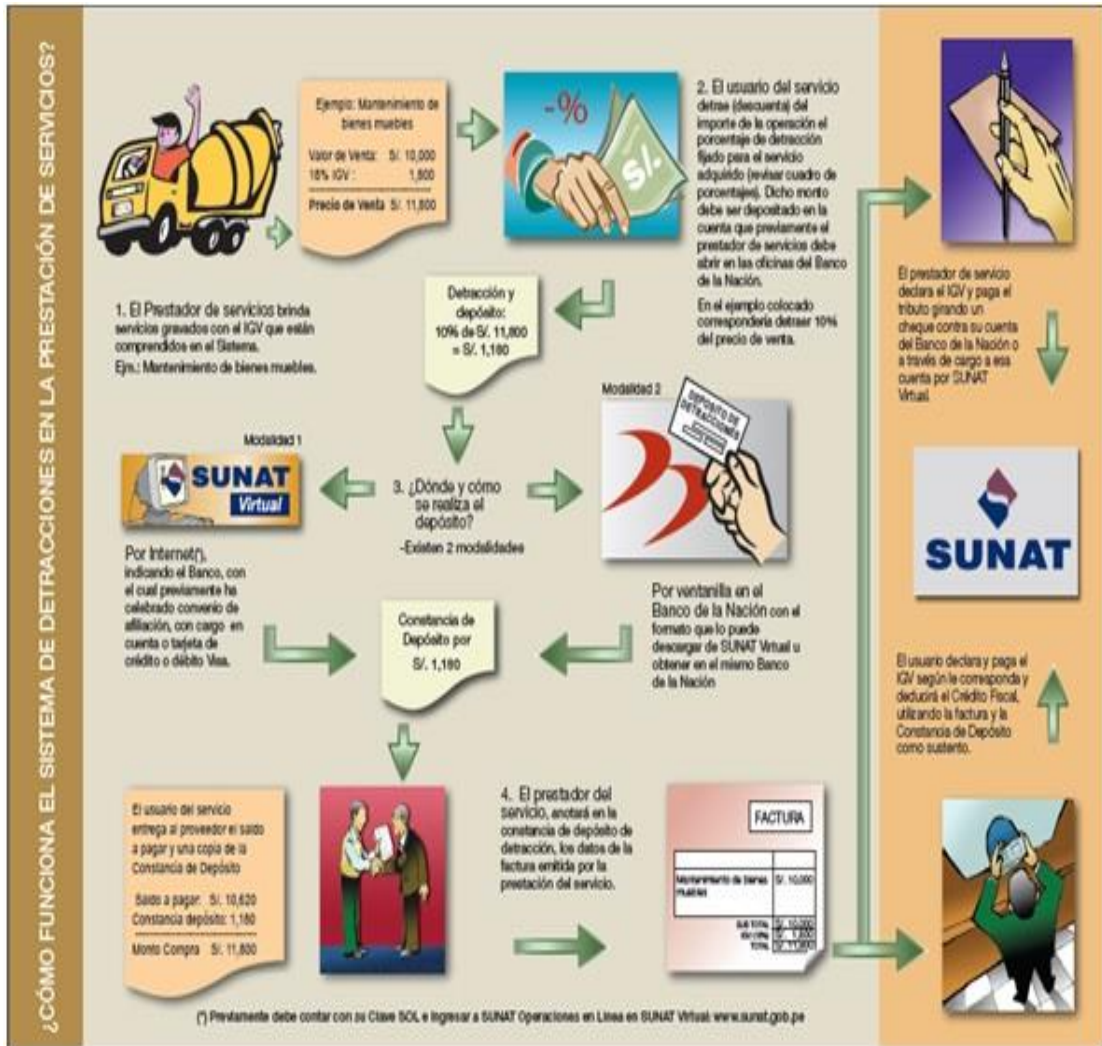 ¿CÓMO FUNCIONA EL SISTEMA DE DETRACCIONES EN LA PRESTACIÓN DE SERVICIOS?
Ejemplo: Mantenimiento de
bienes muebles
Valor de Venta: S/. 10,000
18% IGV : 1,800
Precio de Venta S/. 11,800
1. El Prestador de servicios brinda
servicios gravados con el IGV que están
comprendidos en el Sistema.
Ejm.: Mantenimiento de bienes muebles.
-%
S/.
2. El usuario del servicio
detrae (descuenta) del
importe de la operación el
porcentaje de detracción
fijado para el servicio
adquirido (revisar cuadro de
porcentajes). Dicho monto
debe ser depositado en la
cuenta que previamente el
prestador de servicios debe
abrir en las oficinas del Banco
de la Nación.
En el ejemplo colocado
correspondería detraer 10%
del precio de venta.
Detracción y
depósito:
10% de S/. 11,800
= S/. 1,180
3. ¿Dónde y cómo
se realiza el
depósito?
-Existen 2 modalidades
Modalidad 1
SUNAT
Virtual
Por Internet(*),
indicando el Banco, con
el cual previamente ha
celebrado convenio de
afiliación, con cargo en
cuenta o tarjeta de
crédito o débito Visa.
Modalidad 2
DEPOSITO DE
DETRACCIONES
Por ventanilla en el
Banco de la Nación con el
formato que lo puede
descargar de SUNAT Virtual u
obtener en el mismo Banco
de la Nación
Constancia de
Depósito por
S/. 1,180
El usuario del servicio
entrega al proveedor el saldo
a pagar y una copia de la
Constancia de Depósito
Saldo a pagar: S/. 10,620
Constancia depósito: 1,180
Monto Compra S/. 11,800
4. El prestador del
servicio, anotará en la
constancia de depósito de
detracción, los datos de la
factura emitida por la
prestación del servicio.
FACTURA
Mantenimiento de bienes S/. 10,000
muebles
SUB TOTAL S/. 10,000
IGV (18%) S/. 1,800
TOTAL S/. 11,800
El prestador de servicio
declara el IGV y paga el
tributo girando un
cheque contra su cuenta
del Banco de la Nación o
a través de cargo a esa
cuenta por SUNAT
Virtual.
SUNAT
El usuario declara y paga el
IGV según le corresponda y
deducirá el Crédito Fiscal,
utilizando la factura y la
Constancia de Depósito
como sustento.
(*) Previamente debe contar con su Clave SOL e ingresar a SUNAT Operaciones en Línea en SUNAT Virtual: www.sunat.gob.pe